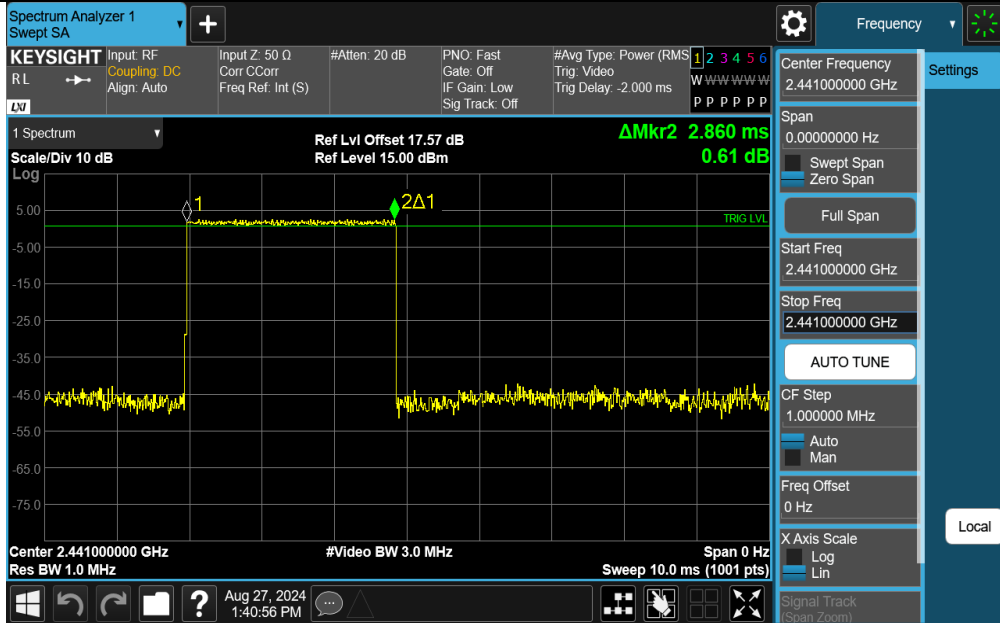 Spectrum Analyzer 1
Swept SA
+
Frequency
KEYSIGHT
RL
LXI
Input: RF
Coupling: DC
Align: Auto
Input Z: 50 Ω
Corr CCorr
Freq Ref: Int (S)
#Atten: 20 dB
PNO: Fast
Gate: Off
IF Gain: Low
Sig Track: Off
#Avg Type: Power (RMS
Trig: Video
Trig Delay: -2.000 ms
1 2 3 4 5 6
W W W W W W
P P P P P P
1 Spectrum
Scale/Div 10 dB
Log
Ref Lvl Offset 17.57 dB
Ref Level 15.00 dBm
ΔMkr2 2.860 ms
0.61 dB
1
2Δ1
TRIG LVL
5.00
-5.00
-15.0
-25.0
-35.0
-45.0
-55.0
-65.0
-75.0
Center 2.441000000 GHz
Res BW 1.0 MHz
#Video BW 3.0 MHz
Span 0 Hz
Sweep 10.0 ms (1001 pts)
Center Frequency
2.441000000 GHz
Span
0.00000000 Hz
Swept Span
Zero Span
Full Span
Start Freq
2.441000000 GHz
Stop Freq
2.441000000 GHz
AUTO TUNE
CF Step
1.000000 MHz
Auto
Man
Freq Offset
0 Hz
X Axis Scale
Log
Lin
Signal Track
(Span Zoom)
Settings
Local
?
Aug 27, 2024
1:40:56 PM